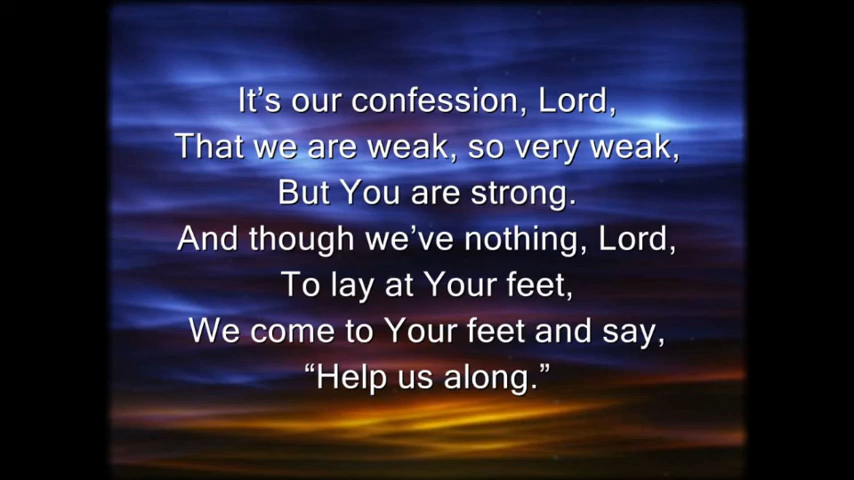 It’s our confession, Lord,
That we are weak, so very weak,
But You are strong.
And though we’ve nothing, Lord,
To lay at Your feet,
We come to Your feet and say,
“Help us along.”